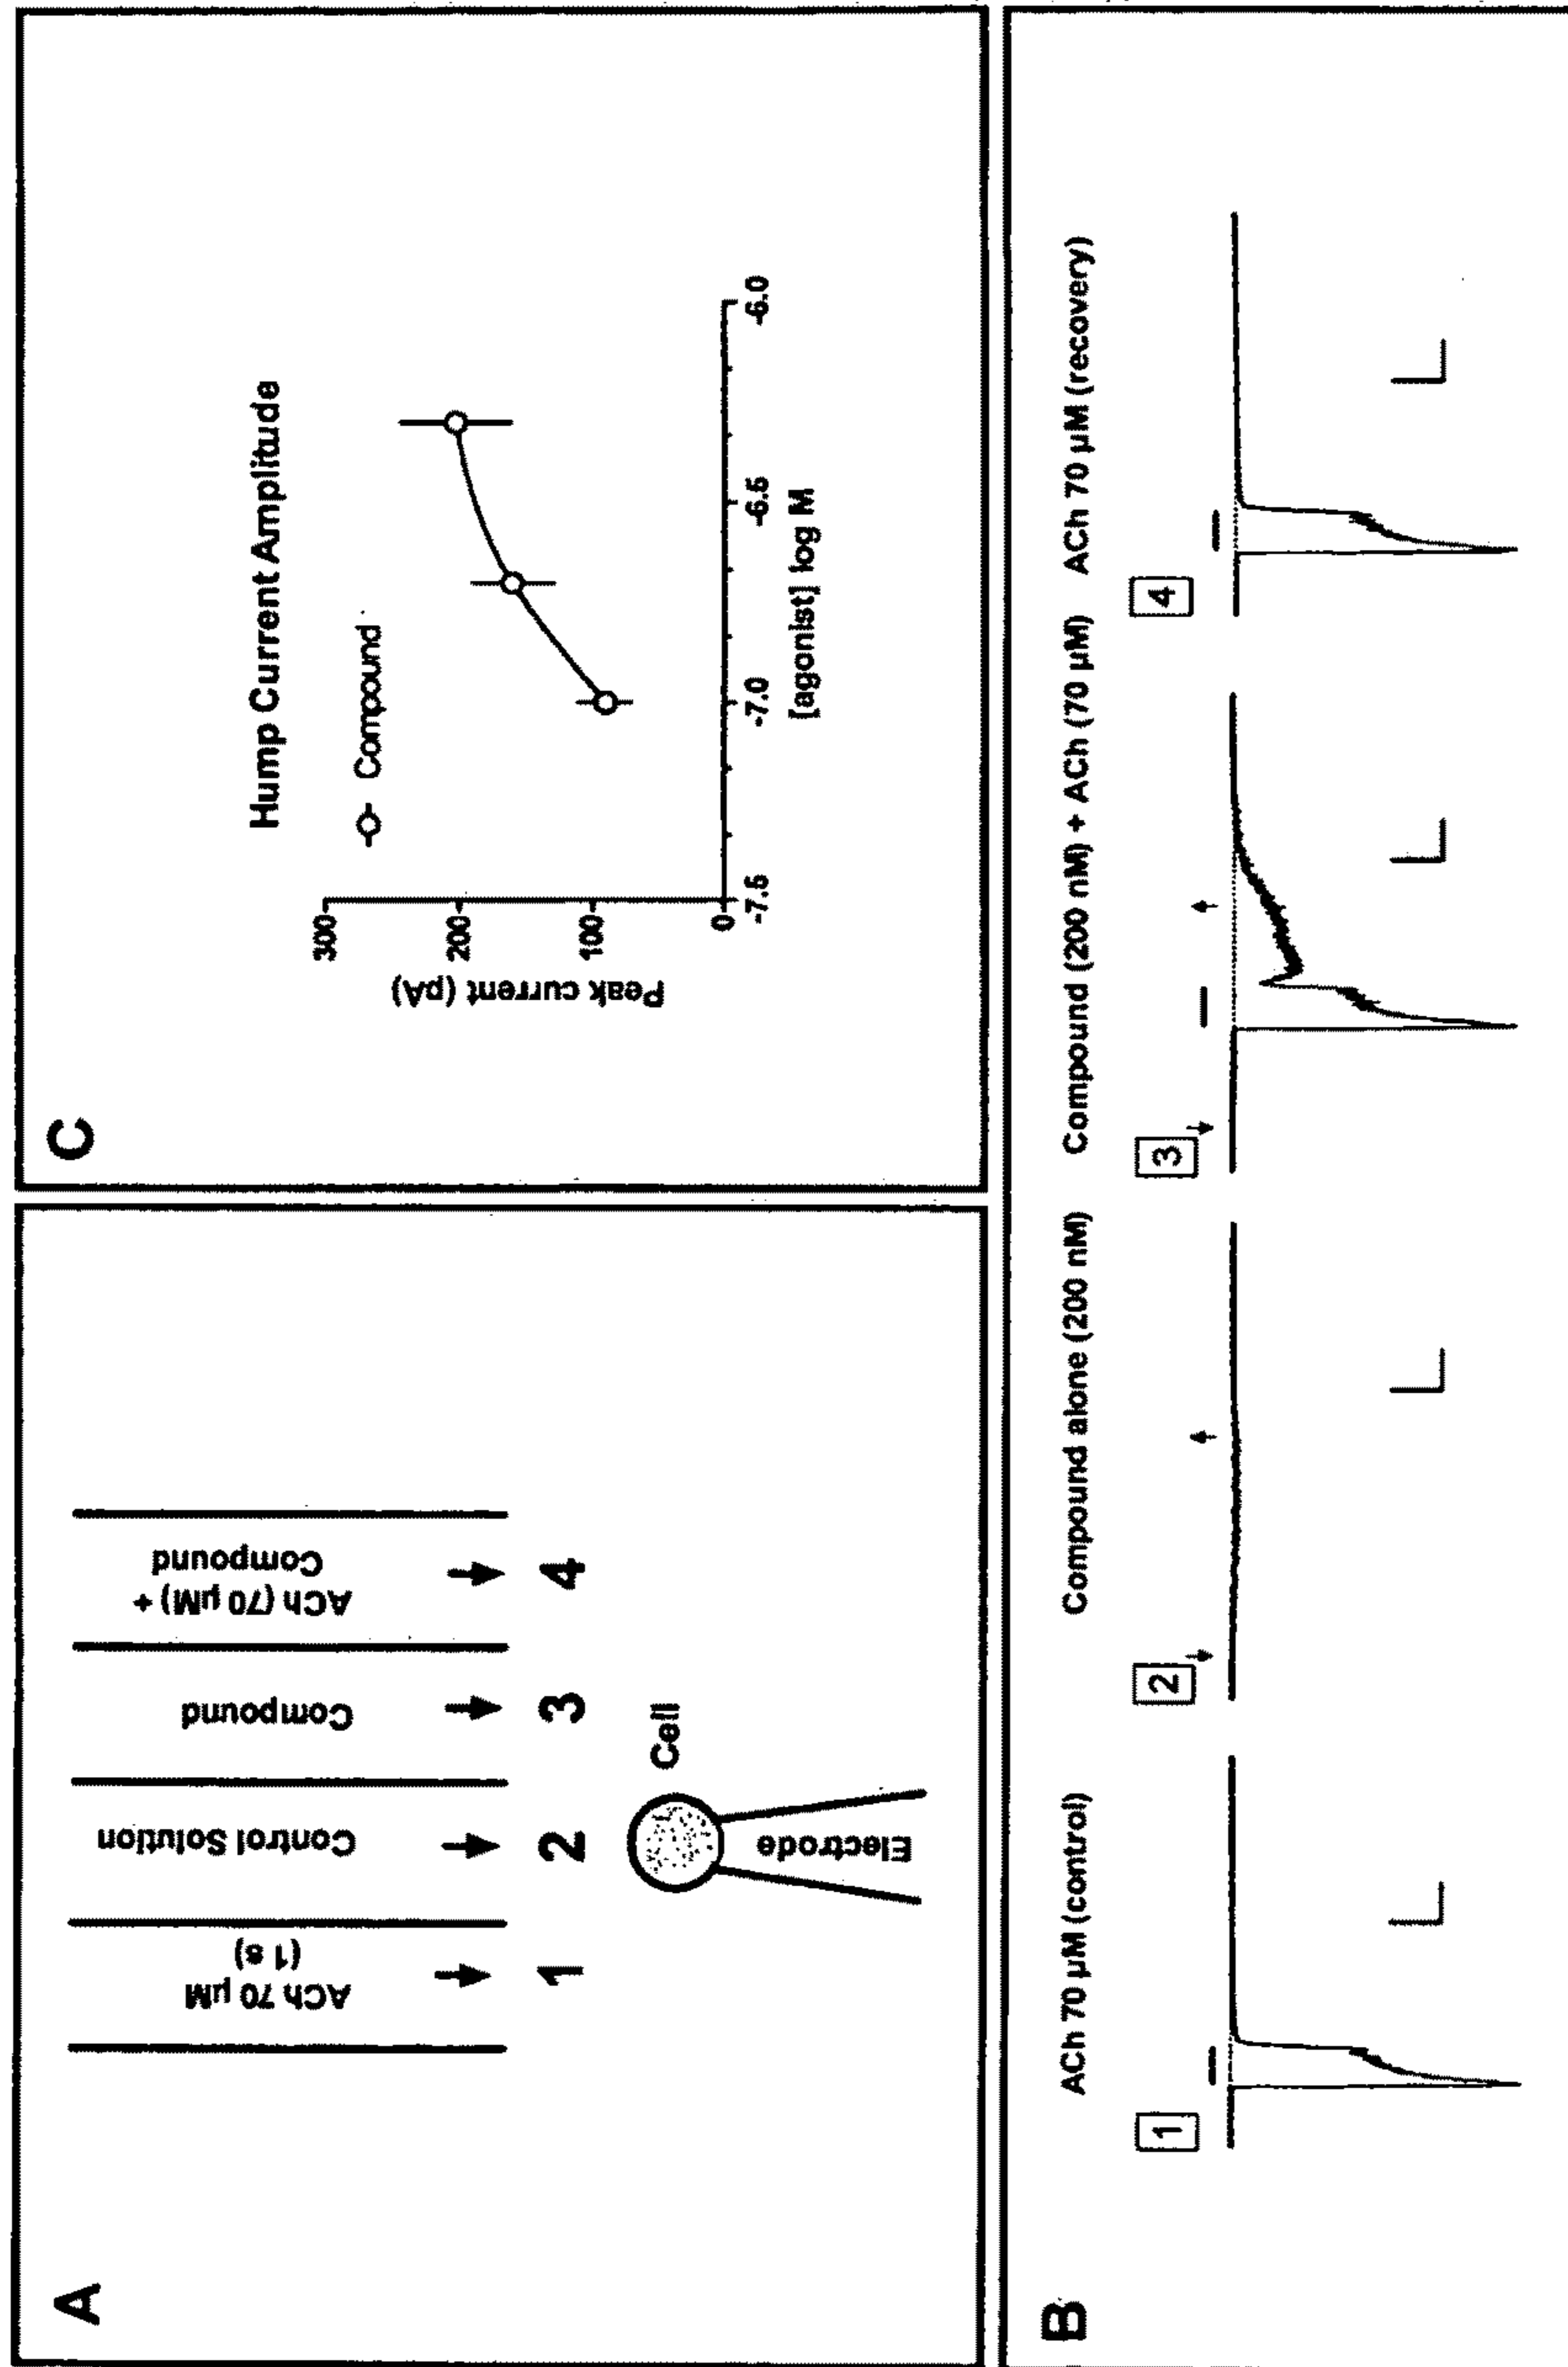 A
ACh 70 µM
(1 s)
Control Solution
Compound
ACh (70 µM) +
Compound
1
2
3
4
Cell
Electrode
C
Hump Current Amplitude
Compound
Peak current (pA)
300
200
100
0
-7.5
-7.0
-6.5
-6.0
[agonist] log M
B
ACh 70 µM (control)
Compound alone (200 nM)
Compound (200 nM) + ACh (70 µM)
ACh 70 µM (recovery)
1
2
3
4